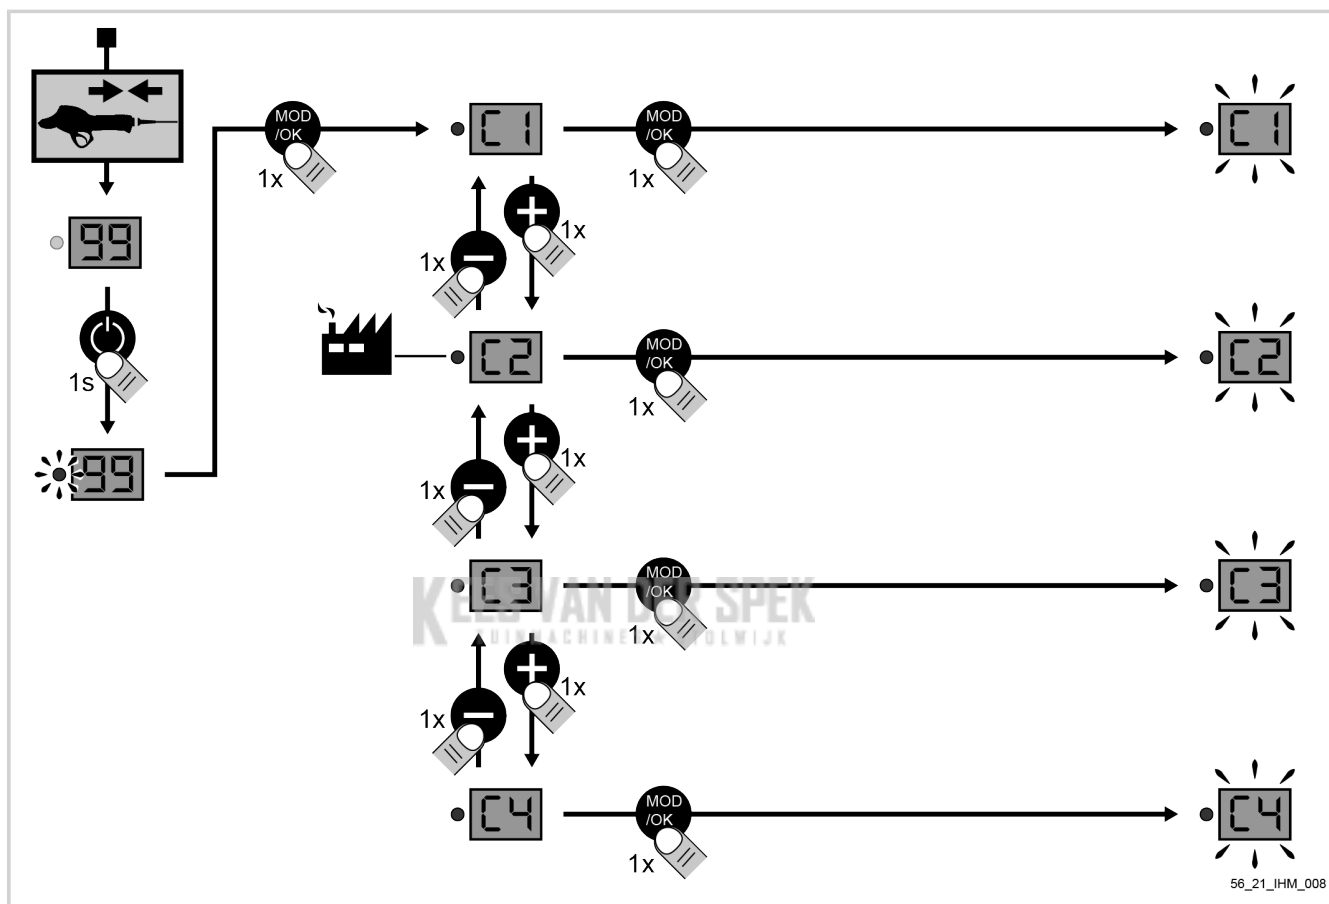 MOD
/OK
1x
C1
MOD
/OK
1x
C1
99
1x
1x
1s
C2
MOD
/OK
1x
C2
99
1x
1x
C3
MOD
/OK
1x
C3
KEES VAN DER SPEK
TUINMACHINES STOLWIJK
1x
1x
C4
MOD
/OK
1x
C4
56_21_IHM_008